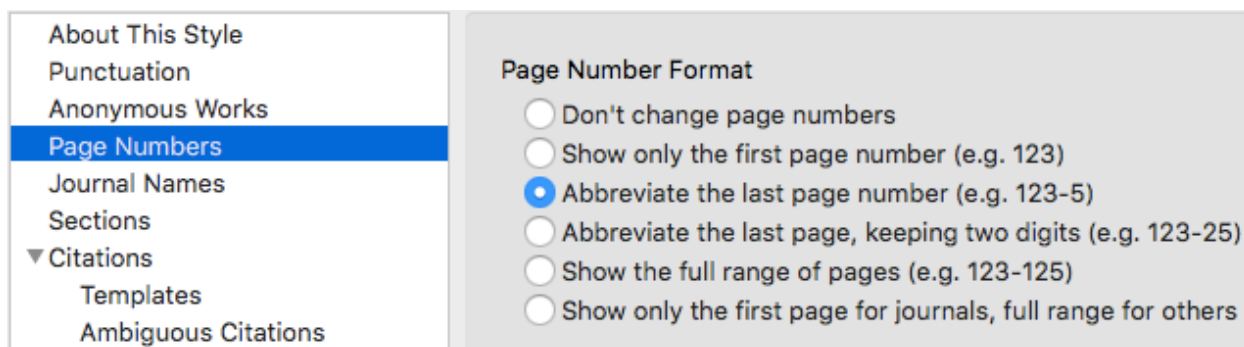 About This Style
Punctuation
Anonymous Works
Page Numbers
Journal Names
Sections
Citations
Templates
Ambiguous Citations
Page Number Format
Don't change page numbers
Show only the first page number (e.g. 123)
Abbreviate the last page number (e.g. 123-5)
Abbreviate the last page, keeping two digits (e.g. 123-25)
Show the full range of pages (e.g. 123-125)
Show only the first page for journals, full range for others